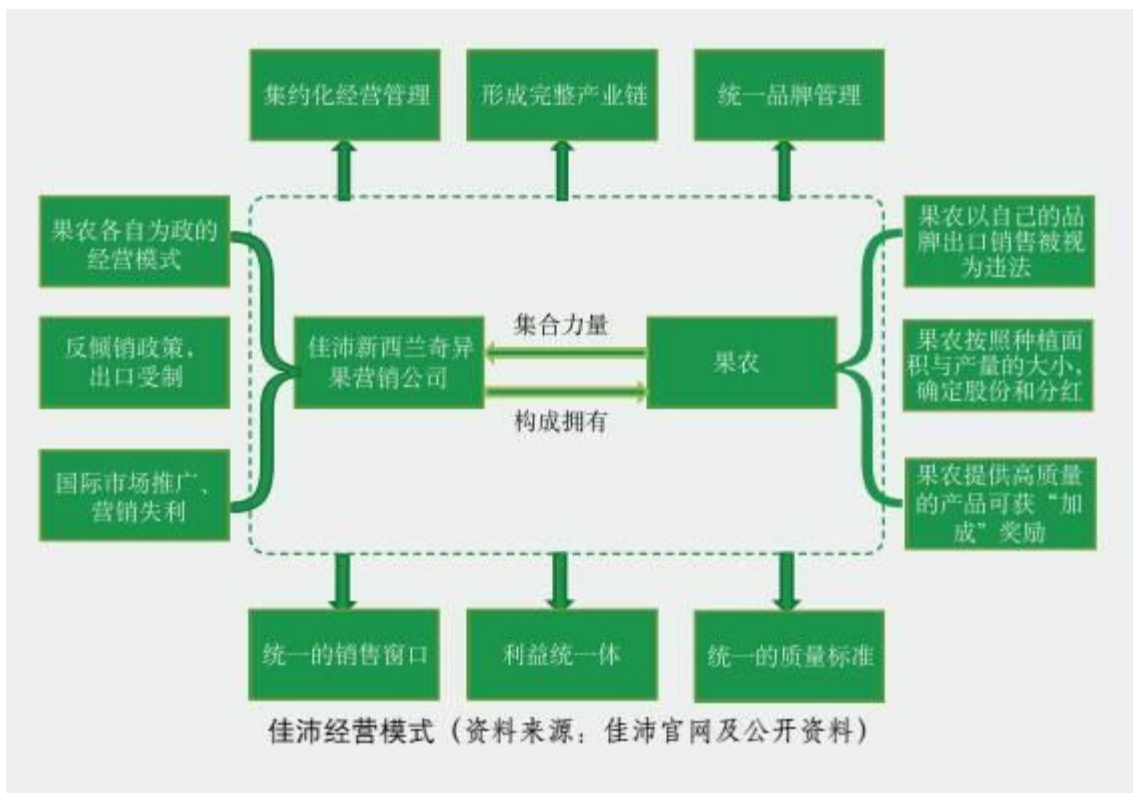 集约化经营管理
形成完整产业链
统一品牌管理
果农各自为政的
经营模式
反倾销政策，
出口受制
国际市场推广、
营销失利
佳沛新西兰奇异
果营销公司
集合力量
构成拥有
果农
果农以自己的品
牌出口销售被视
为违法
果农按照种植面
积与产量的大小、
确定股份和分红
果农提供高质量
的产品可获“加
成”奖励
统一的销售窗口
利益统一体
统一的质量标准
佳沛经营模式（资料来源：佳沛官网及公开资料）